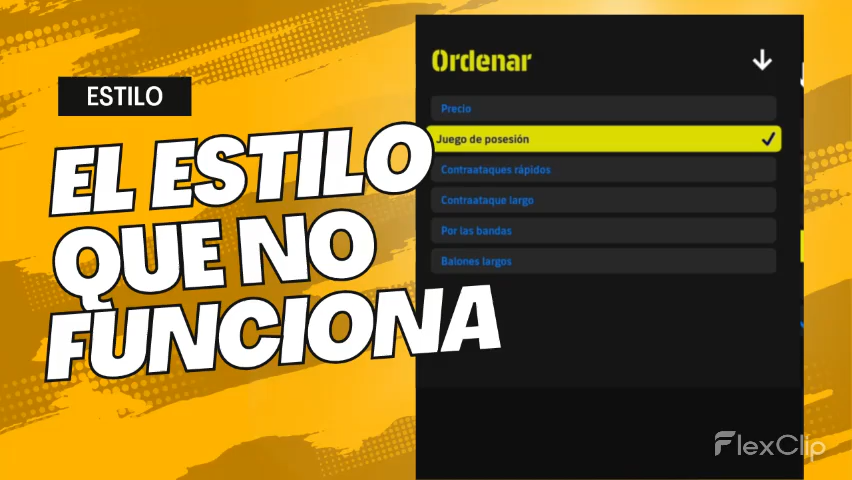 ESTILO
EL ESTILO
QUE NO
FUNCIONA
Ordenar
Precio
Juego de posesión
Contraataques rápidos
Contraataque largo
Por las bandas
Balones largos
FlexClip